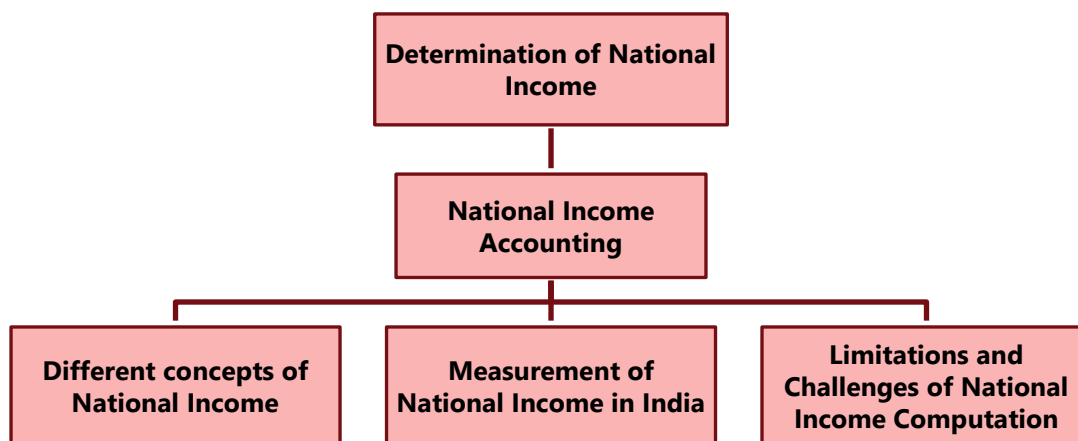 Determination of National
Income
National Income
Accounting
Different concepts of
National Income
Measurement of
National Income in India
Limitations and
Challenges of National
Income Computation